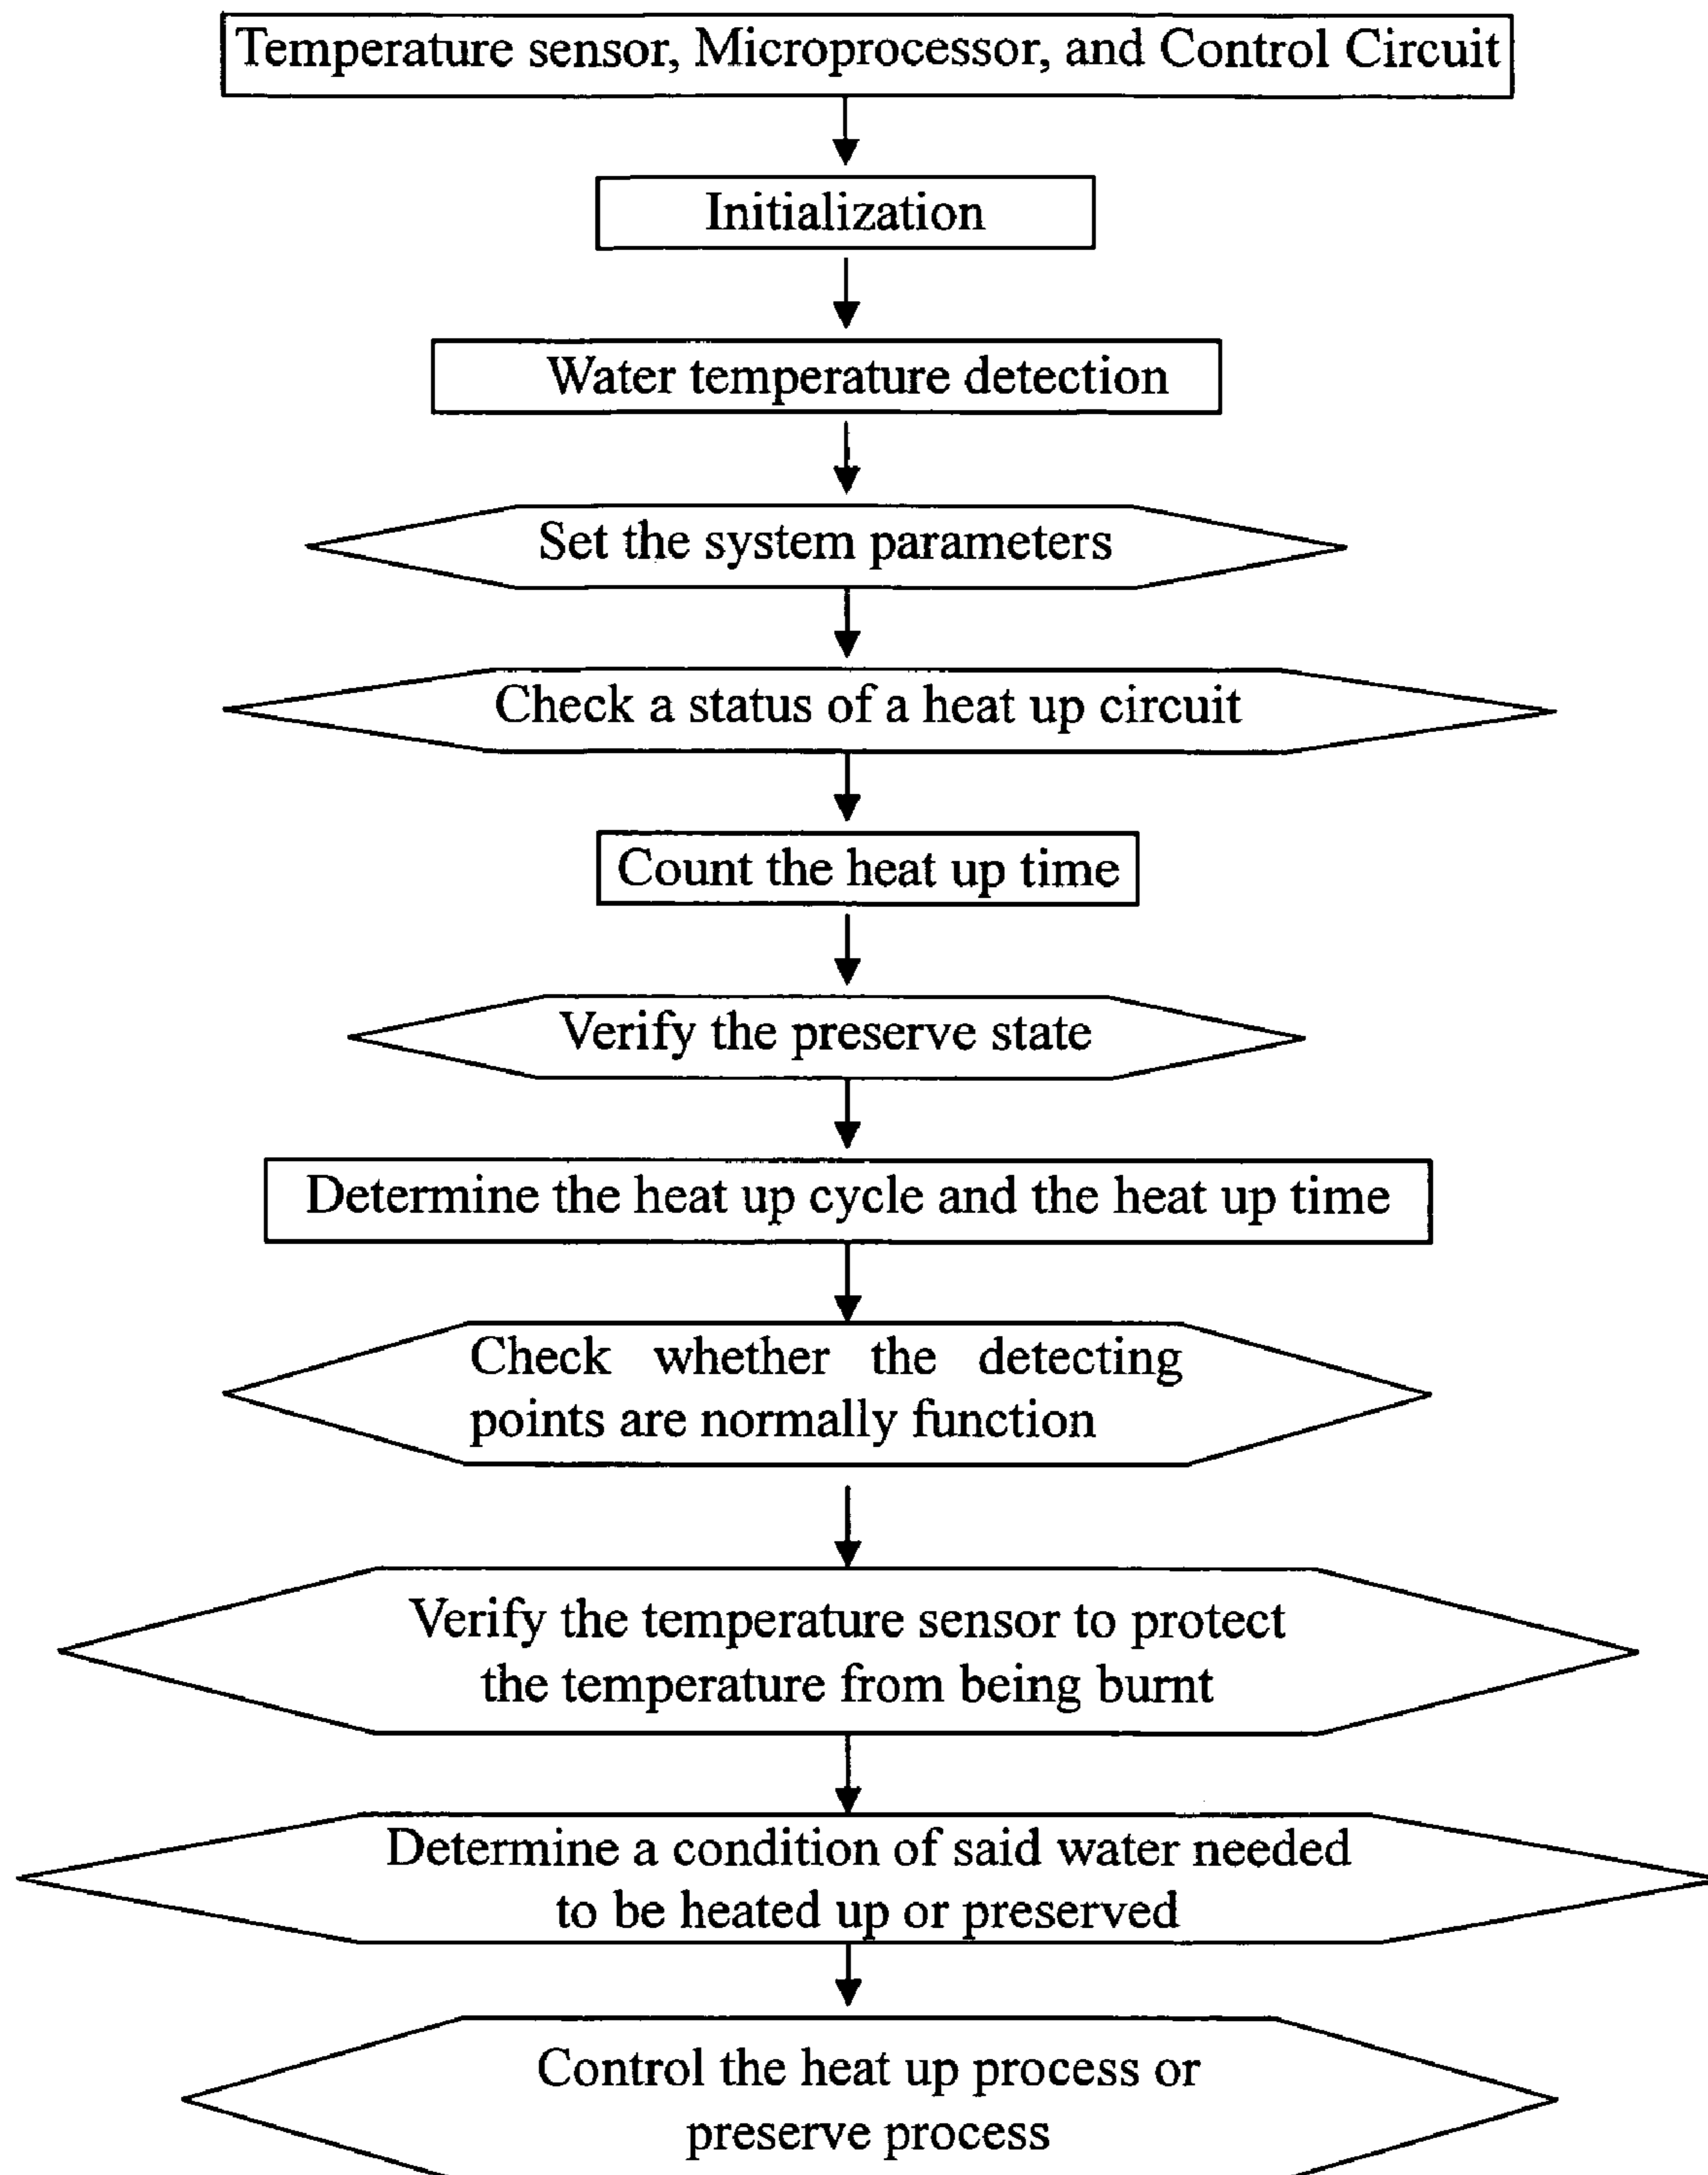 Temperature sensor, Microprocessor, and Control Circuit
Initialization
Water temperature detection
Set the system parameters
Check a status of a heat up circuit
Count the heat up time
Verify the preserve state
Determine the heat up cycle and the heat up time
Check whether the detecting
points are normally function
Verify the temperature sensor to protect
the temperature from being burnt
Determine a condition of said water needed
to be heated up or preserved
Control the heat up process or
preserve process